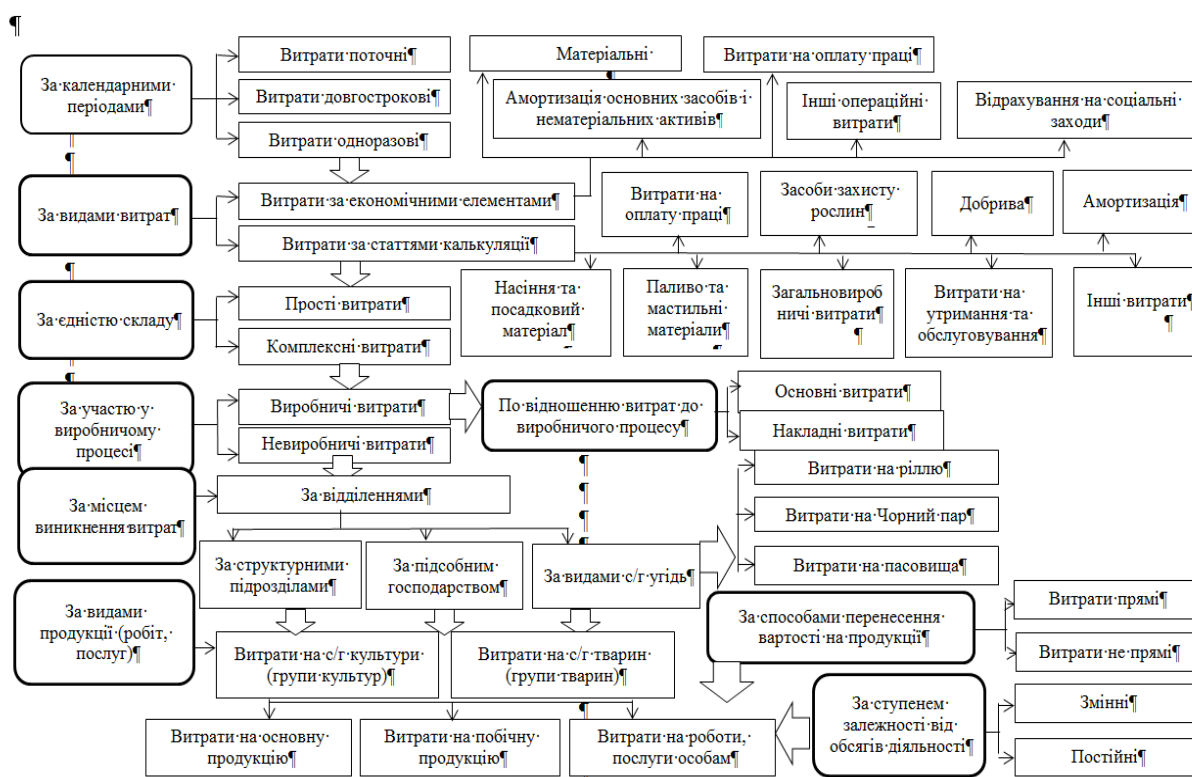 За календарними
періодами
Витрати поточні
Витрати довгострокові
Витрати одноразові
Матеріальні
Витрати на оплату праці
Амортизація основних засобів і
нематеріальних активів
Інші операційні
витрати
Відрахування на соціальні
заходи
За видами витрат
Витрати за економічними елементами
Витрати за статтями калькуляції
Витрати на
оплату праці
Засоби захисту
рослин
Добрива
Амортизація
Насіння та
посадковий
матеріал
Паливо та
мастильні
матеріали
Загальновироб
ничі витрати
Витрати на
утримання та
обслуговування
Інші витрати
За єдністю складу
Прості витрати
Комплексні витрати
За участю у
виробничому
процесі
Виробничі витрати
Невиробничі витрати
По відношенню витрат до
виробничого процесу
Основні витрати
Накладні витрати
За місцем
виникнення витрат
За відділеннями
Витрати на ріллю
Витрати на Чорний пар
Витрати на пасовища
За структурними
підрозділами
За підсобним
господарством
За видами с/г угідь
За видами
продукції (робіт,
послуг)
Витрати на с/г культури
(групи культур)
Витрати на с/г тварин
(групи тварин)
За способами перенесення
вартості на продукції
Витрати прямі
Витрати не прямі
Витрати на основну
продукцію
Витрати на побічну
продукцію
Витрати на роботи,
послуги особам
За ступенем
залежності від
обсягів діяльності
Змінні
Постійні